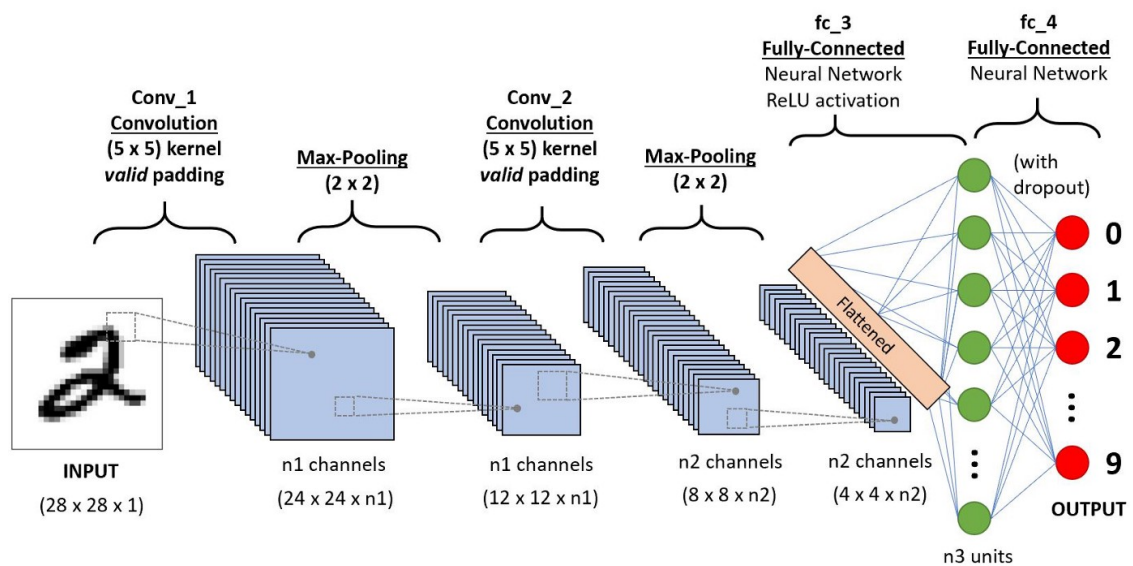 fc_3
Fully-Connected
Neural Network
ReLU activation
fc_4
Fully-Connected
Neural Network
Conv_1
Convolution
(5 x 5) kernel
valid padding
Max-Pooling
(2 x 2)
Conv_2
Convolution
(5 x 5) kernel
valid padding
Max-Pooling
(2 x 2)
(with
dropout)
0
1
2
9
Flattened
2
INPUT
(28 x 28 x 1)
n1 channels
(24 x 24 x n1)
n1 channels
(12 x 12 x n1)
n2 channels
(8 x 8 x n2)
n2 channels
(4 x 4 x n2)
OUTPUT
n3 units